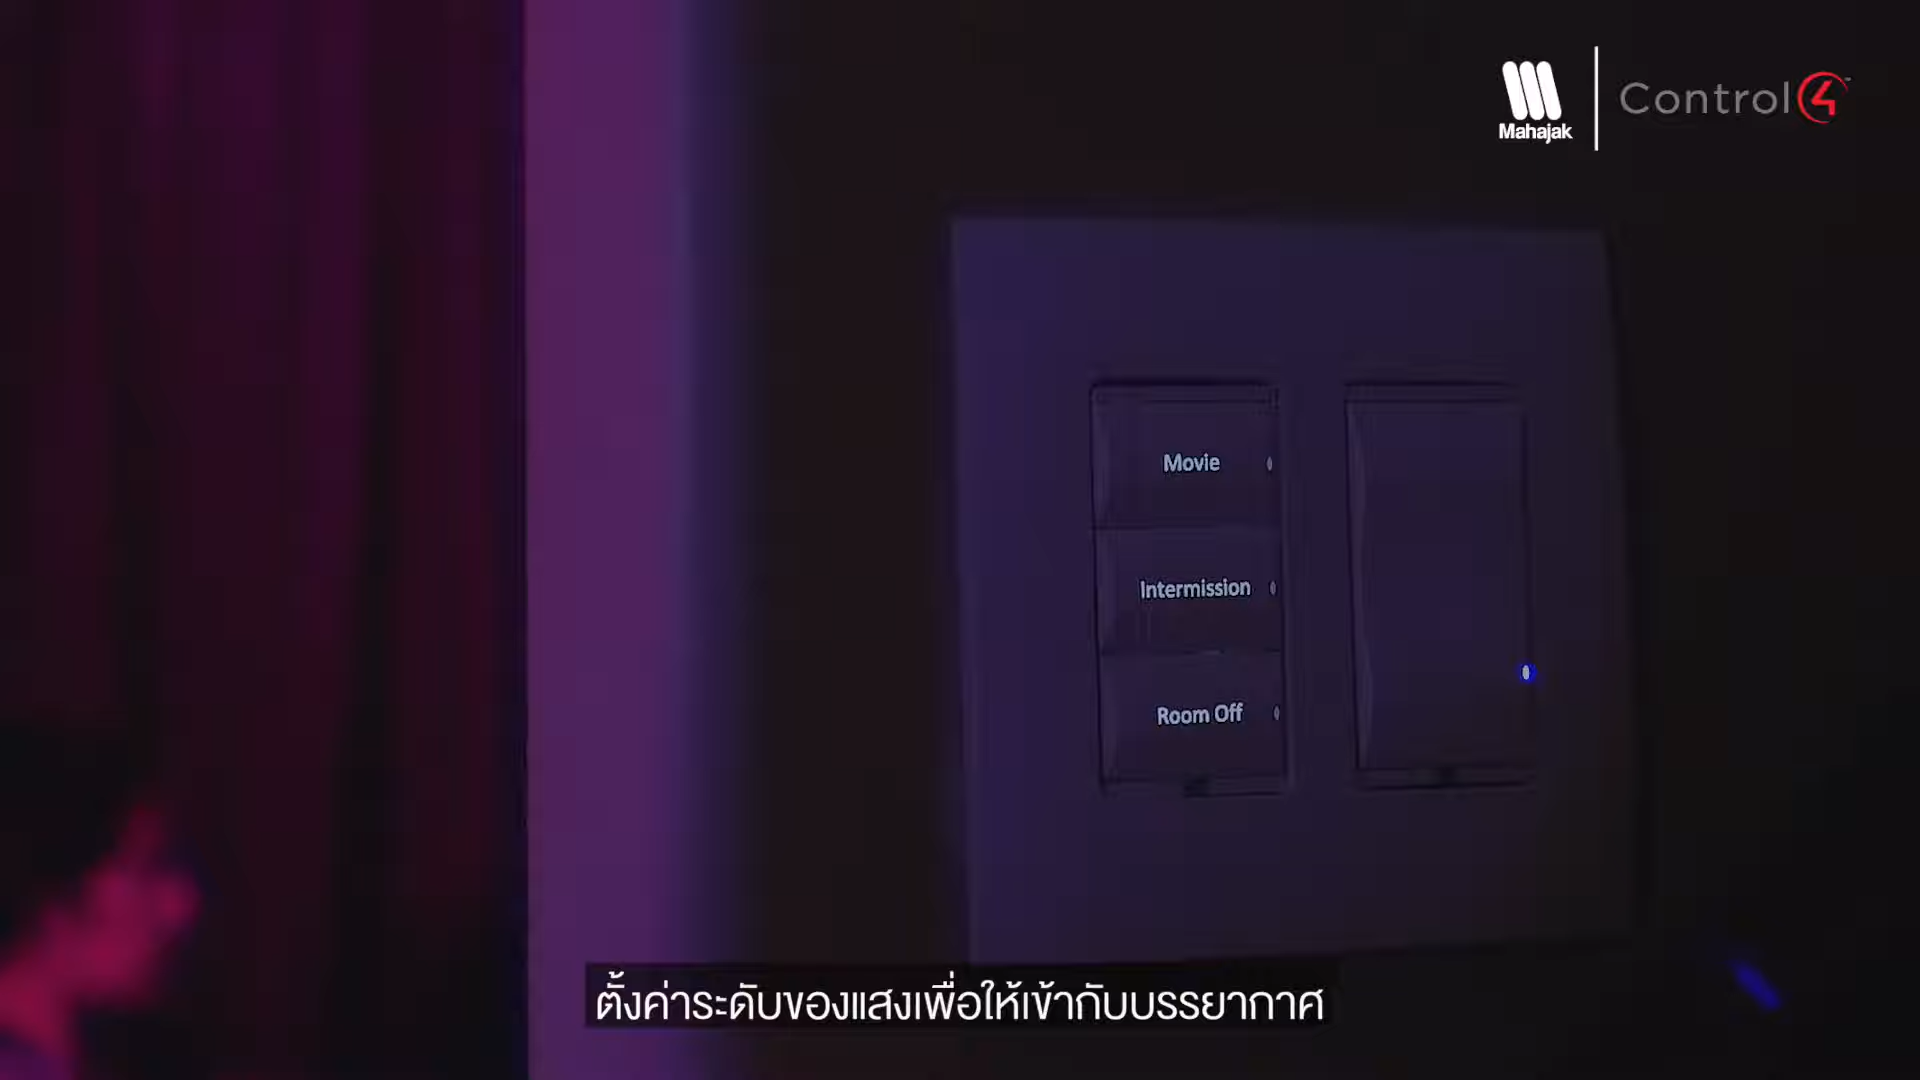 Mahajak
Control4
Movie
Intermission
Room Off
ตั้งค่าระดับของแสงเพื่อให้เข้ากับบรรยากาศ